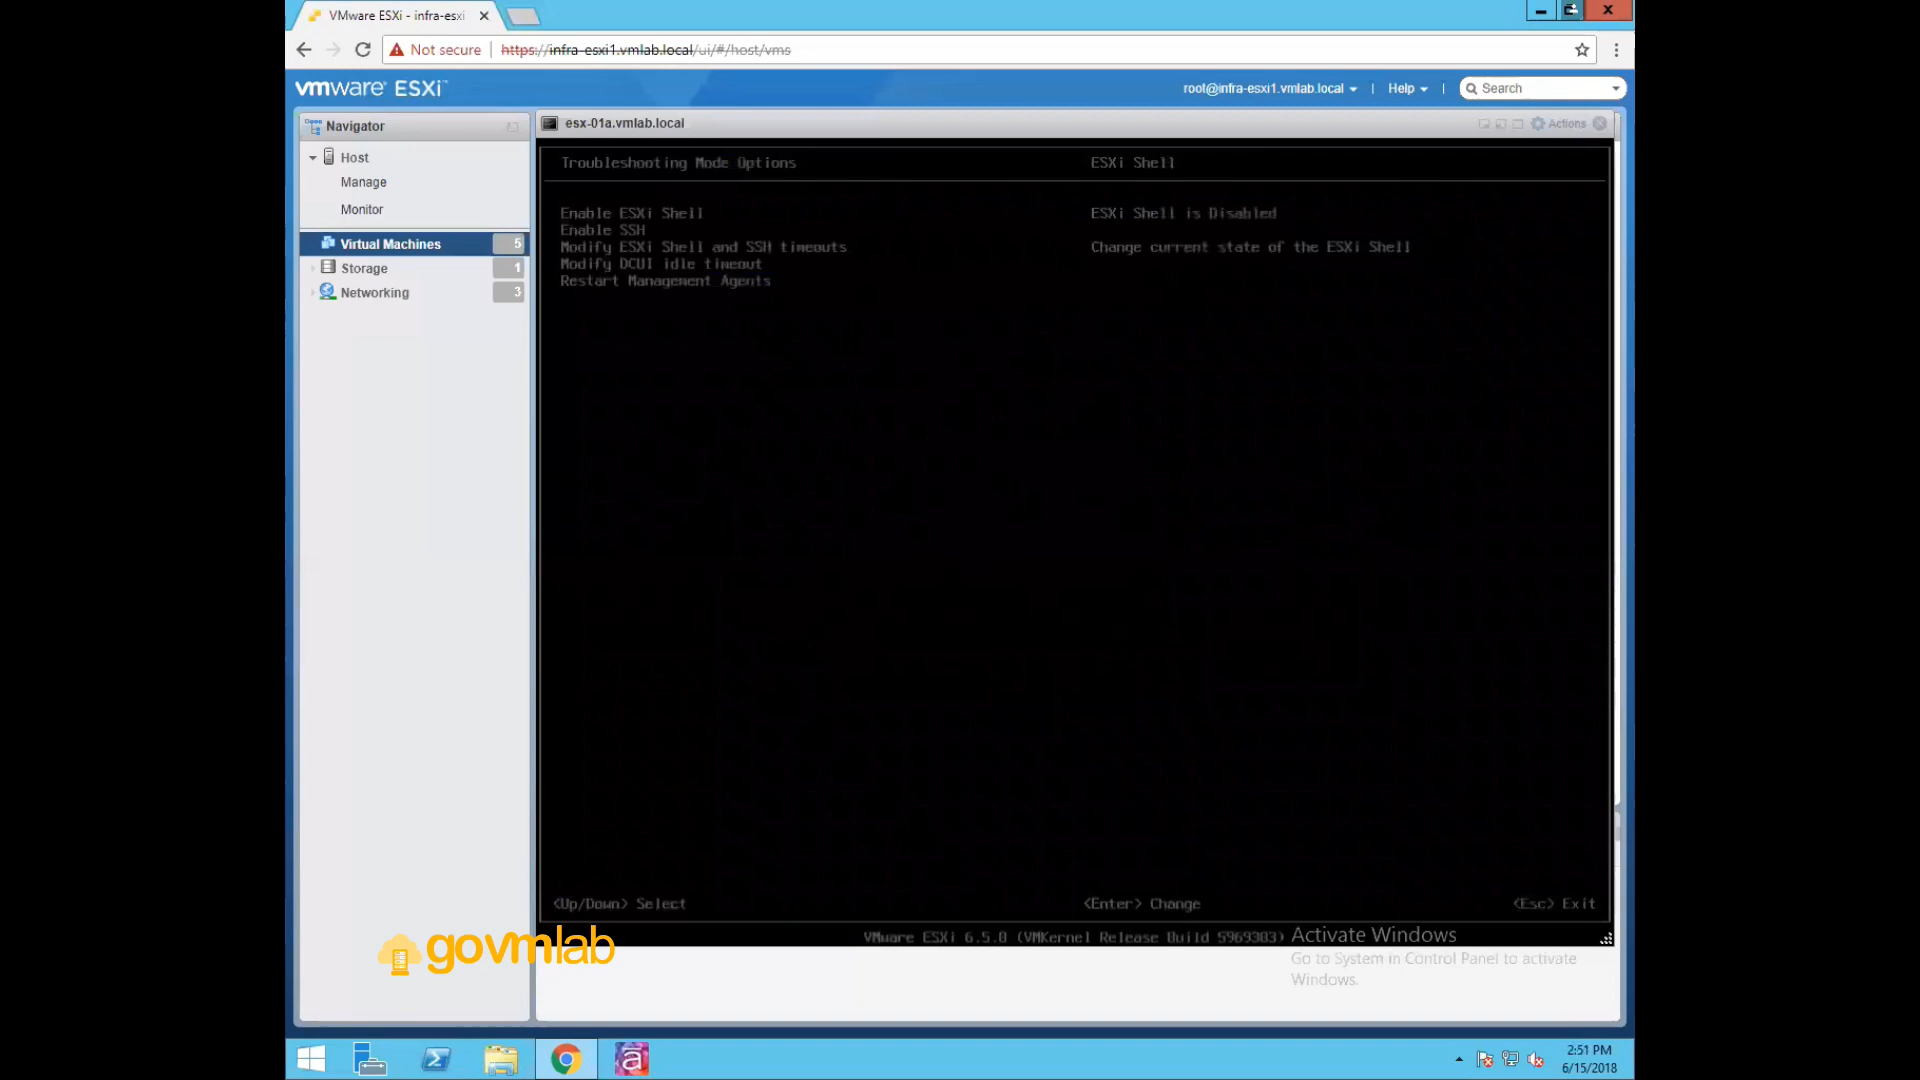 VMware ESXi - infra-esxi
Not secure | https://infra-esxi1.vmlab.local/ui/#/host/vms
vmware ESXi™
root@infra-esxi1.vmlab.local | Help | Search
Navigator
Host
Manage
Monitor
Virtual Machines 5
Storage 1
Networking 3
esx-01a.vmlab.local
Actions
Troubleshooting Mode Options
ESXi Shell
Enable ESXi Shell
Enable SSH
Modify ESXi Shell and SSH timeouts
Modify DCUI idle timeout
Restart Management Agents
ESXi Shell is Disabled
Change current state of the ESXi Shell
<Up/Down> Select
<Enter> Change
<Esc> Exit
VMware ESXi 6.5.0 (VMKernel Release Build 5969303)
govmlab
Activate Windows
Go to System in Control Panel to activate
Windows.
2:51 PM
6/15/2018